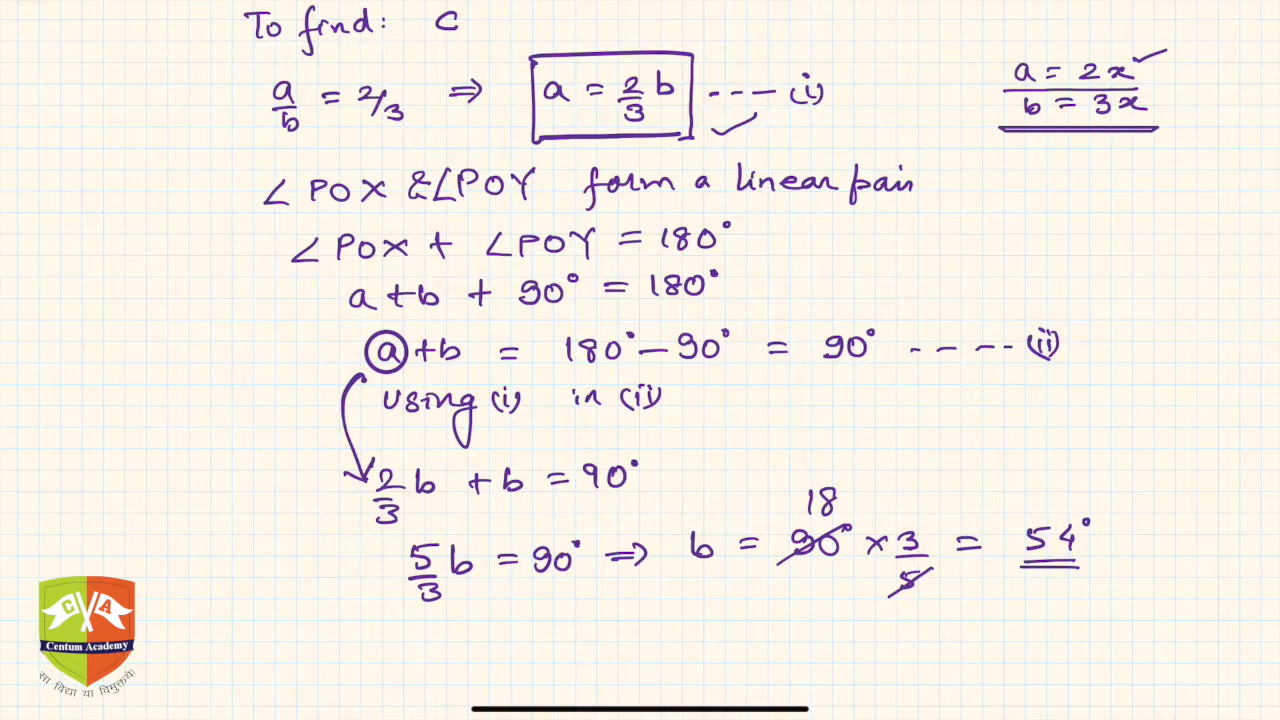 To find: c
a/b = 2/3 ⇒ a = 2/3 b ---- (i)
a = 2x ✓
b = 3x
∠POX & ∠POY form a linear pair
∠POX + ∠POY = 180°
a + b + 90° = 180°
a + b = 180° - 90° = 90° ----- (ii)
using (i) in (ii)
2/3 b + b = 90°
18
5/3 b = 90° ⇒ b = 90° × 3/5 = 54°
C A
Centum Academy
सा विद्या या विमुक्तये।